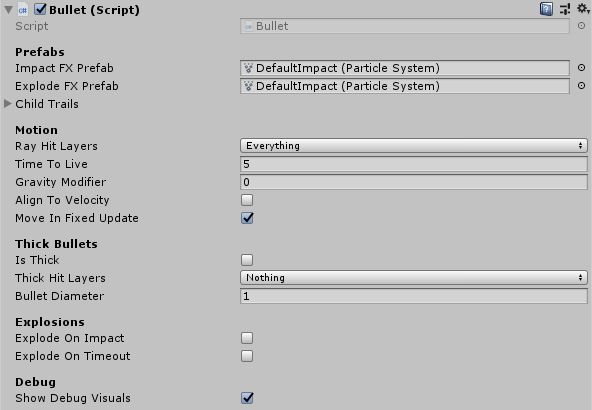 Bullet (Script)
Script Bullet
Prefabs
Impact FX Prefab DefaultImpact (Particle System)
Explode FX Prefab DefaultImpact (Particle System)
Child Trails
Motion
Ray Hit Layers Everything
Time To Live 5
Gravity Modifier 0
Align To Velocity
Move In Fixed Update
Thick Bullets
Is Thick
Thick Hit Layers Nothing
Bullet Diameter 1
Explosions
Explode On Impact
Explode On Timeout
Debug
Show Debug Visuals